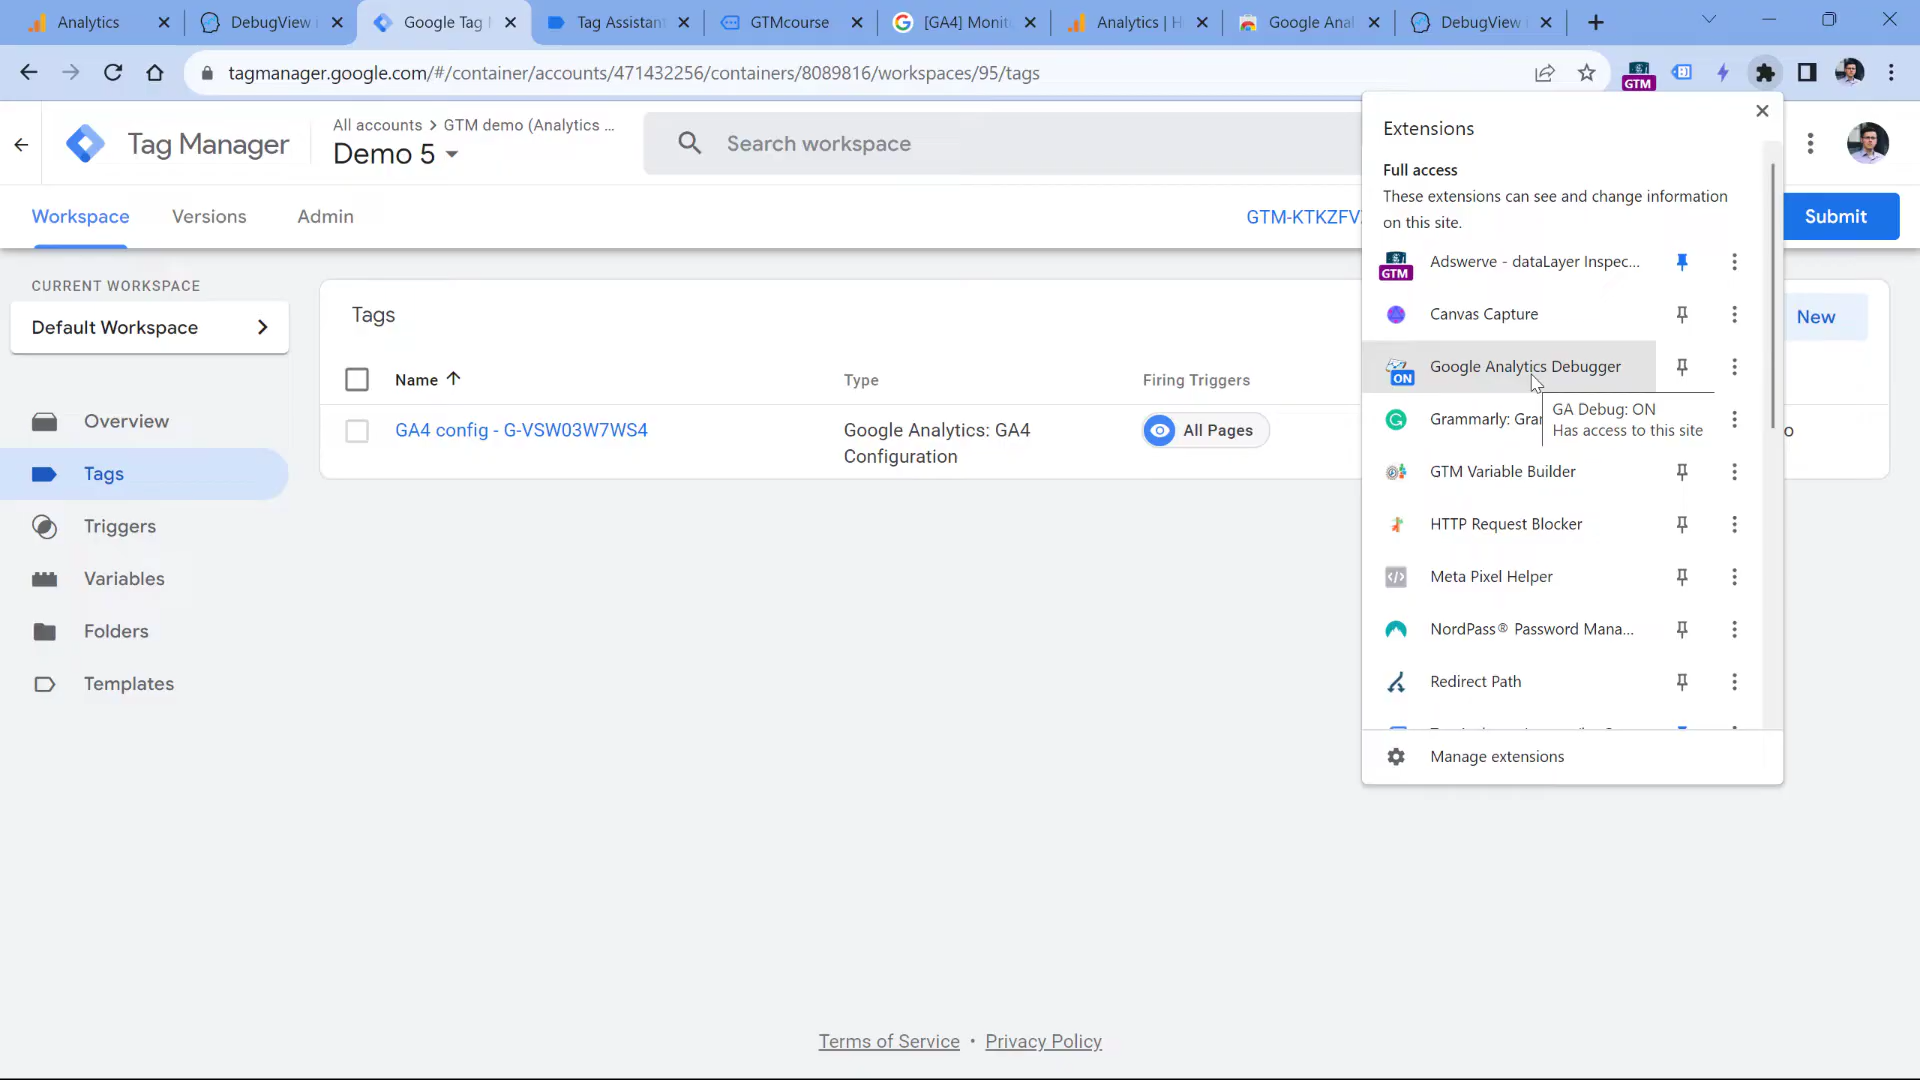 Analytics
DebugView i
Google Tag
Tag Assistant
GTMcourse
[GA4] Monit
Analytics | H
Google Anal
DebugView i
tagmanager.google.com/#/container/accounts/471432256/containers/8089816/workspaces/95/tags
GTM
Tag Manager
All accounts > GTM demo (Analytics ...
Demo 5
Search workspace
Workspace
Versions
Admin
GTM-KTKZFV
Submit
CURRENT WORKSPACE
Default Workspace
Overview
Tags
Triggers
Variables
Folders
Templates
Tags
New
Name
Type
Firing Triggers
GA4 config - G-VSW03W7WS4
Google Analytics: GA4
Configuration
All Pages
o
Extensions
Full access
These extensions can see and change information
on this site.
GTM
Adswerve - dataLayer Inspec...
Canvas Capture
ON
Google Analytics Debugger
GA Debug: ON
Has access to this site
Grammarly: Gra
GTM Variable Builder
HTTP Request Blocker
Meta Pixel Helper
NordPass® Password Mana...
Redirect Path
Manage extensions
Terms of Service • Privacy Policy